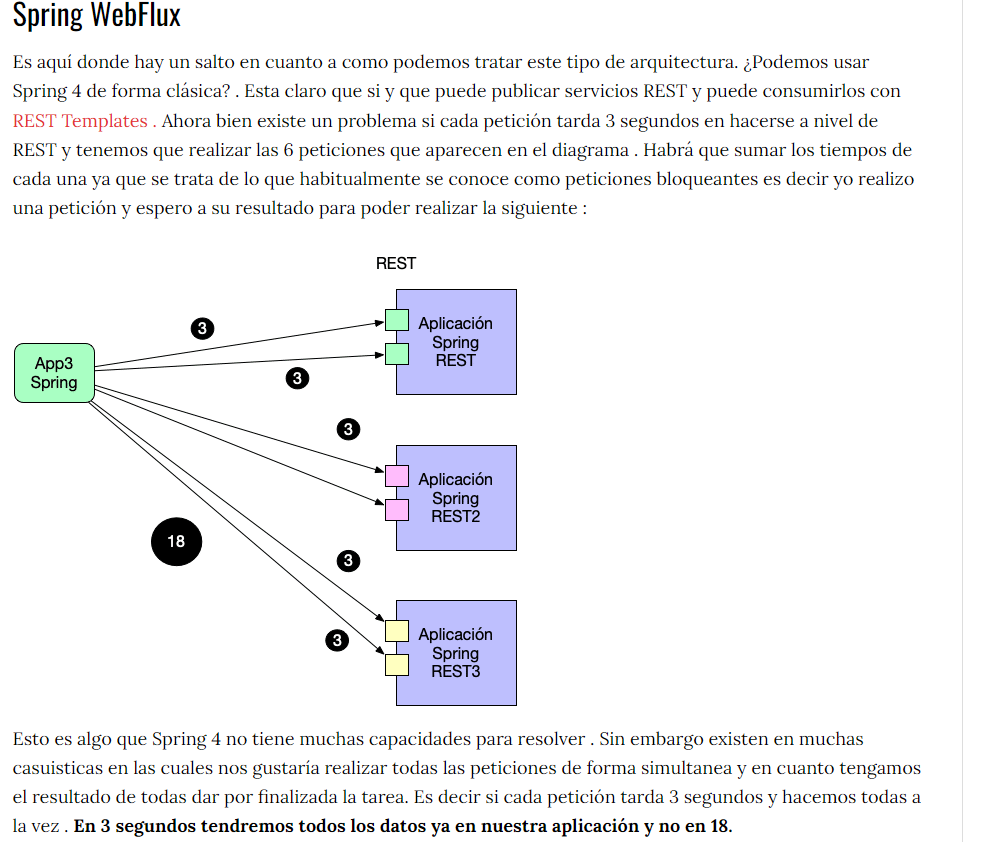 Spring WebFlux
Es aquí donde hay un salto en cuanto a como podemos tratar este tipo de arquitectura. ¿Podemos usar
Spring 4 de forma clásica? . Esta claro que si y que puede publicar servicios REST y puede consumirlos con
REST Templates . Ahora bien existe un problema si cada petición tarda 3 segundos en hacerse a nivel de
REST y tenemos que realizar las 6 peticiones que aparecen en el diagrama . Habrá que sumar los tiempos de
cada una ya que se trata de lo que habitualmente se conoce como peticiones bloqueantes es decir yo realizo
una petición y espero a su resultado para poder realizar la siguiente :
REST
3
Aplicación
Spring
REST
App3
Spring
3
3
Aplicación
Spring
REST2
18
3
3
Aplicación
Spring
REST3
Esto es algo que Spring 4 no tiene muchas capacidades para resolver . Sin embargo existen en muchas
casuisticas en las cuales nos gustaría realizar todas las peticiones de forma simultanea y en cuanto tengamos
el resultado de todas dar por finalizada la tarea. Es decir si cada petición tarda 3 segundos y hacemos todas a
la vez . En 3 segundos tendremos todos los datos ya en nuestra aplicación y no en 18.